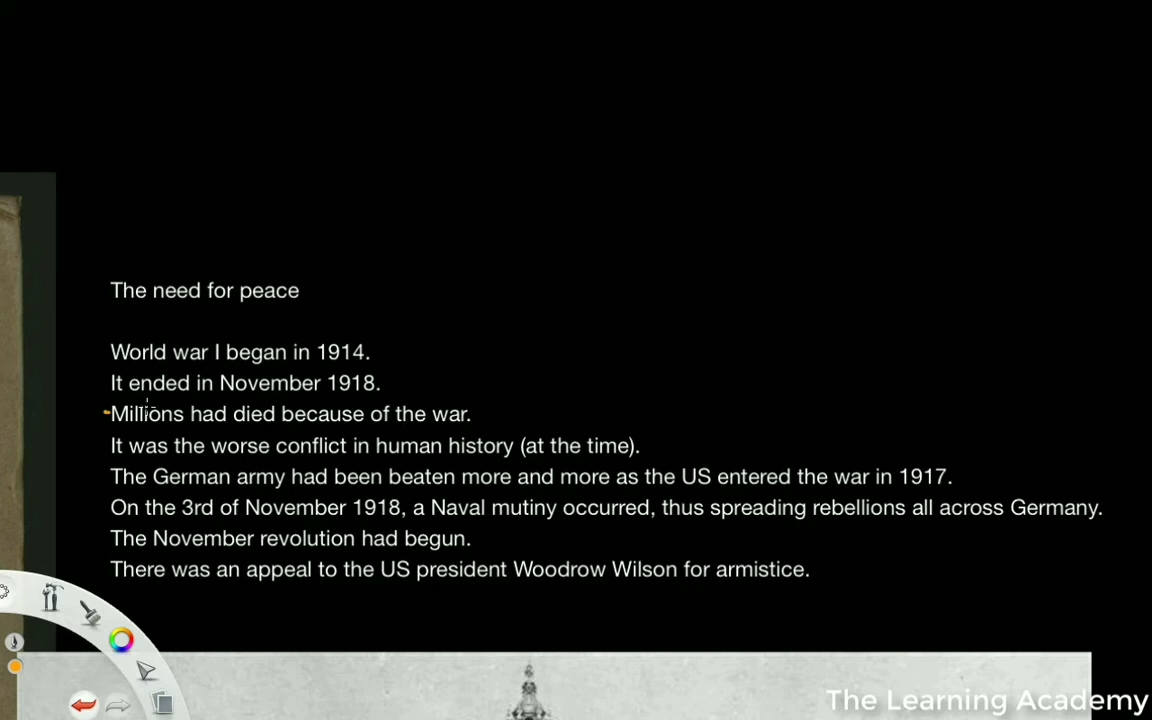 The need for peace
World war I began in 1914.
It ended in November 1918.
Millions had died because of the war.
It was the worse conflict in human history (at the time).
The German army had been beaten more and more as the US entered the war in 1917.
On the 3rd of November 1918, a Naval mutiny occurred, thus spreading rebellions all across Germany.
The November revolution had begun.
There was an appeal to the US president Woodrow Wilson for armistice.
The Learning Academy